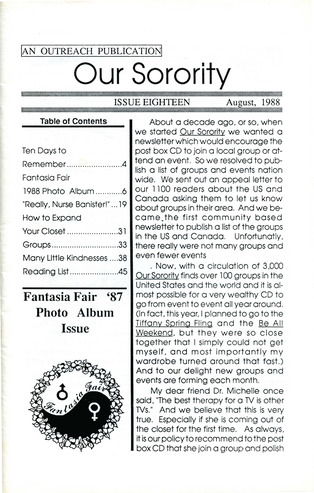 AN OUTREACH PUBLICATION
Our Sorority
ISSUE EIGHTEEN August, 1988
Table of Contents
Ten Days to
Remember....................4
Fantasia Fair
1988 Photo Album..........6
"Really, Nurse Banister!"...19
How to Expand
Your Closet...................31
Groups.........................33
Many Little Kindnesses ....38
Reading List...................45
Fantasia Fair '87
Photo Album
Issue
Fantasia Fair
About a decade ago, or so, when
we started Our Sorority we wanted a
newsletter which would encourage the
post box CD to join a local group or at-
tend an event. So we resolved to pub-
lish a list of groups and events nation
wide. We sent out an appeal letter to
our 1100 readers about the US and
Canada asking them to let us know
about groups in their area. And we be-
came the first community based
newsletter to publish a list of the groups
in the US and Canada. Unfortunatly,
there really were not many groups and
even fewer events
. Now, with a circulation of 3,000
Our Sorority finds over 100 groups in the
United States and the world and it is al-
most possible for a very wealthy CD to
go from event to event all year around.
(In fact, this year, I planned to go to the
Tiffany Spring Fling and the Be All
Weekend, but they were so close
together that I simply could not get
myself, and most importantly my
wardrobe turned around that fast.)
And to our delight new groups and
events are forming each month.
My dear friend Dr. Michelle once
said, "The best therapy for a TV is other
TVs." And we believe that this is very
true. Especially if she is coming out of
the closet for the first time. As always,
it is our policy to recommend to the post
box CD that she join a group and polish